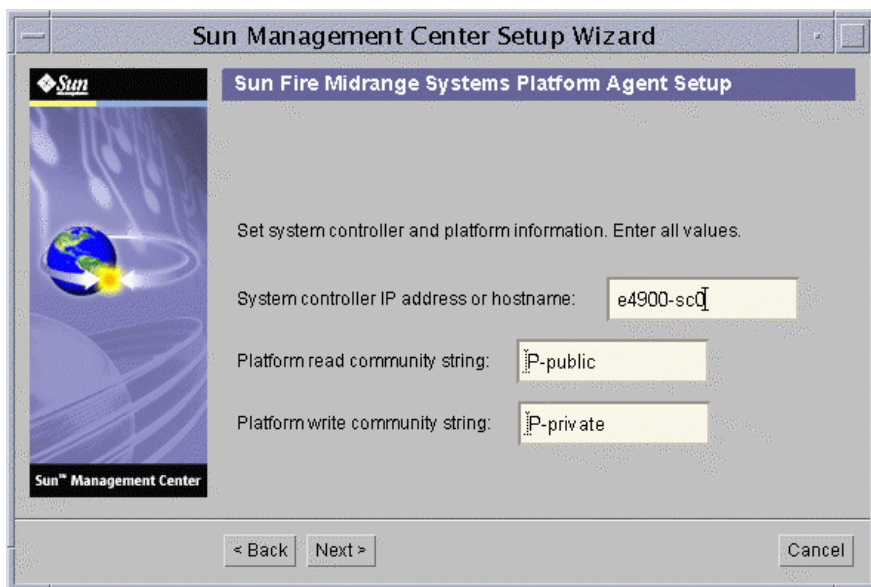 Sun Management Center Setup Wizard
Sun
Sun Fire Midrange Systems Platform Agent Setup
Set system controller and platform information. Enter all values.
System controller IP address or hostname: e4900-sc0
Platform read community string: P-public
Platform write community string: P-private
Sun™ Management Center
< Back Next > Cancel